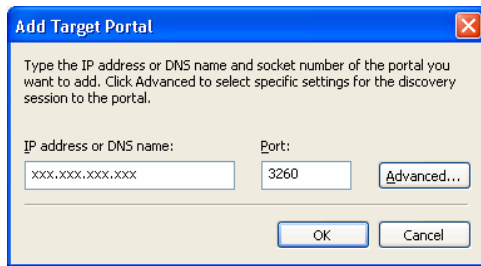 Add Target Portal
Type the IP address or DNS name and socket number of the portal you
want to add. Click Advanced to select specific settings for the discovery
session to the portal.
IP address or DNS name: Port:
xxx.xxx.xxx.xxx 3260 Advanced...
OK Cancel